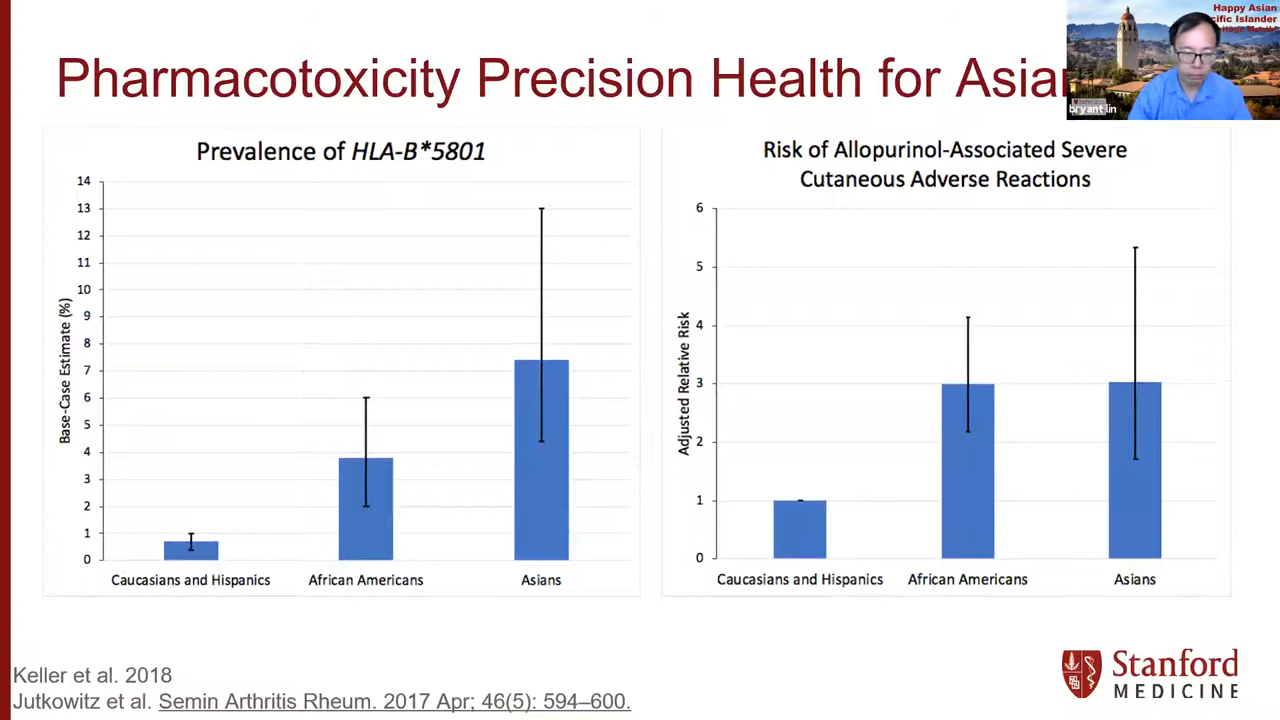 Happy Asian
cific Islander
Pharmacotoxicity Precision Health for Asia
bryant lin
Prevalence of HLA-B*5801
Base-Case Estimate (%)
14
13
12
11
10
9
8
7
6
5
4
3
2
1
0
Caucasians and Hispanics African Americans Asians
Risk of Allopurinol-Associated Severe
Cutaneous Adverse Reactions
Adjusted Relative Risk
6
5
4
3
2
1
0
Caucasians and Hispanics African Americans Asians
Keller et al. 2018
Jutkowitz et al. Semin Arthritis Rheum. 2017 Apr; 46(5): 594–600.
Stanford
MEDICINE